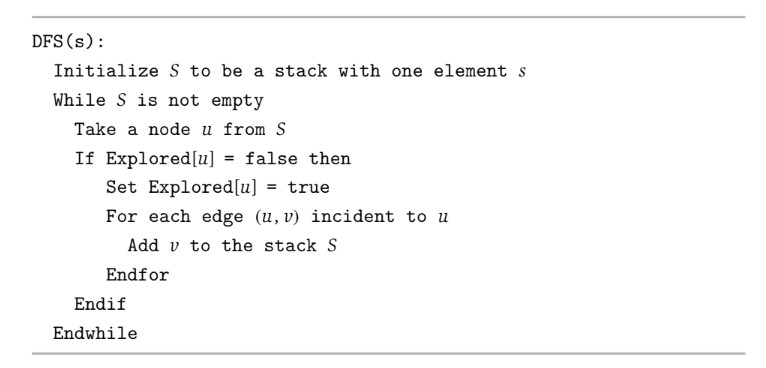 DFS(s):
Initialize S to be a stack with one element s
While S is not empty
Take a node u from S
If Explored[u] = false then
Set Explored[u] = true
For each edge (u, v) incident to u
Add v to the stack S
Endfor
Endif
Endwhile